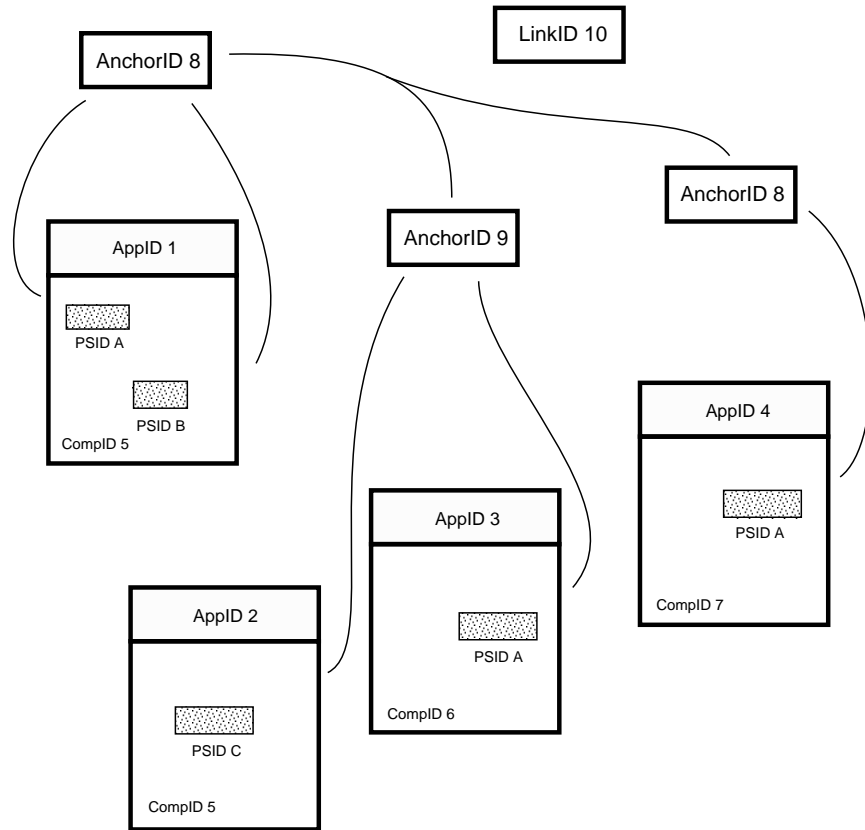 LinkID 10
AnchorID 8
AnchorID 8
AnchorID 9
AppID 1
PSID A
PSID B
CompID 5
AppID 4
PSID A
CompID 7
AppID 3
PSID A
CompID 6
AppID 2
PSID C
CompID 5